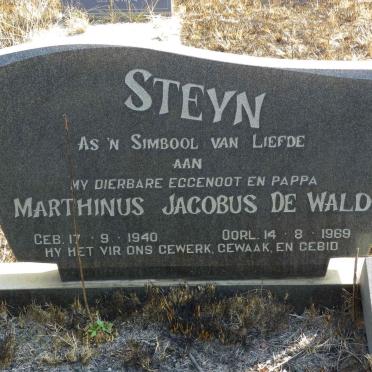 STEYN
AS 'N SIMBOOL VAN LIEFDE
AAN
MY DIERBARE EGGENOOT EN PAPPA
MARTHINUS JACOBUS DE WALD
GEB. 17 · 9 · 1940 OORL. 14 · 8 · 1969
HY HET VIR ONS GEWERK, GEWAAK, EN GEBID